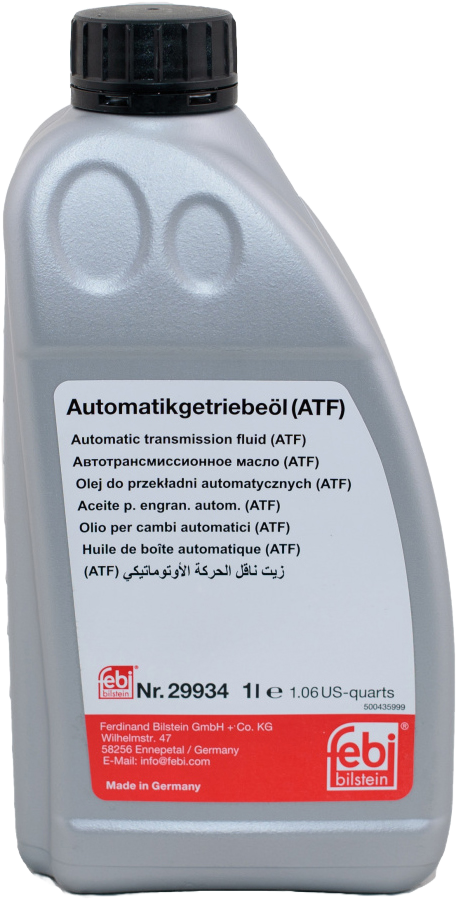 Automatikgetriebeöl (ATF)
Automatic transmission fluid (ATF)
Автотрансмиссионное масло (ATF)
Olej do przekładni automatycznych (ATF)
Aceite p. engran. autom. (ATF)
Olio per cambi automatici (ATF)
Huile de boîte automatique (ATF)
زيت ناقل الحركة الأوتوماتيكي (ATF)
febi bilstein Nr. 29934 1l e 1.06 US-quarts
500435999
Ferdinand Bilstein GmbH + Co. KG
Wilhelmstr. 47
58256 Ennepetal / Germany
E-Mail: info@febi.com
Made in Germany
febi®
bilstein